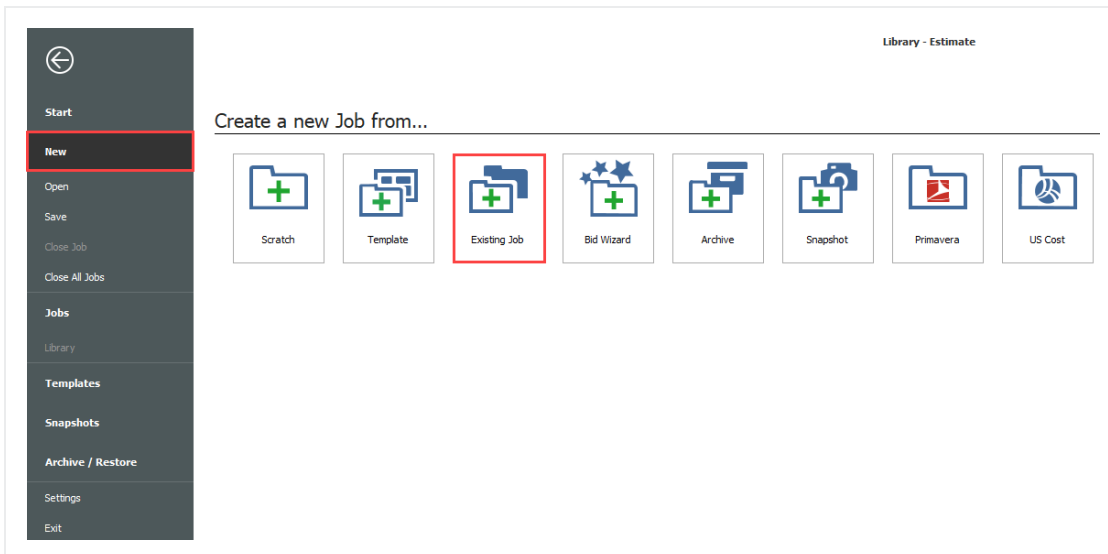 Library - Estimate
Start
New
Open
Save
Close Job
Close All Jobs
Jobs
Library
Templates
Snapshots
Archive / Restore
Settings
Exit
Create a new Job from...
Scratch
Template
Existing Job
Bid Wizard
Archive
Snapshot
Primavera
US Cost